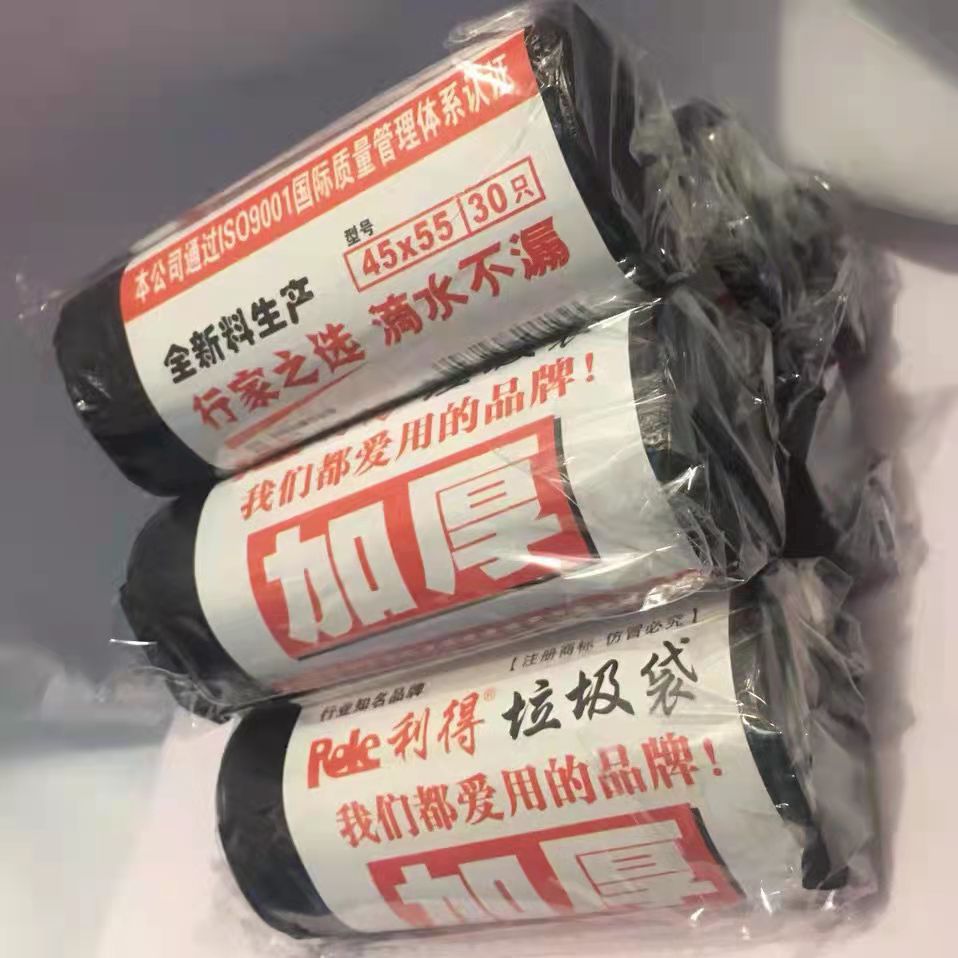 本公司通过ISO9001国际质量管理体系认证
型号
45x55 30只
全新料生产
行家之选 滴水不漏
我们都爱用的品牌!
加厚
【注册商标 仿冒必究】
行业知名品牌
利得® 垃圾袋
我们都爱用的品牌!
加厚